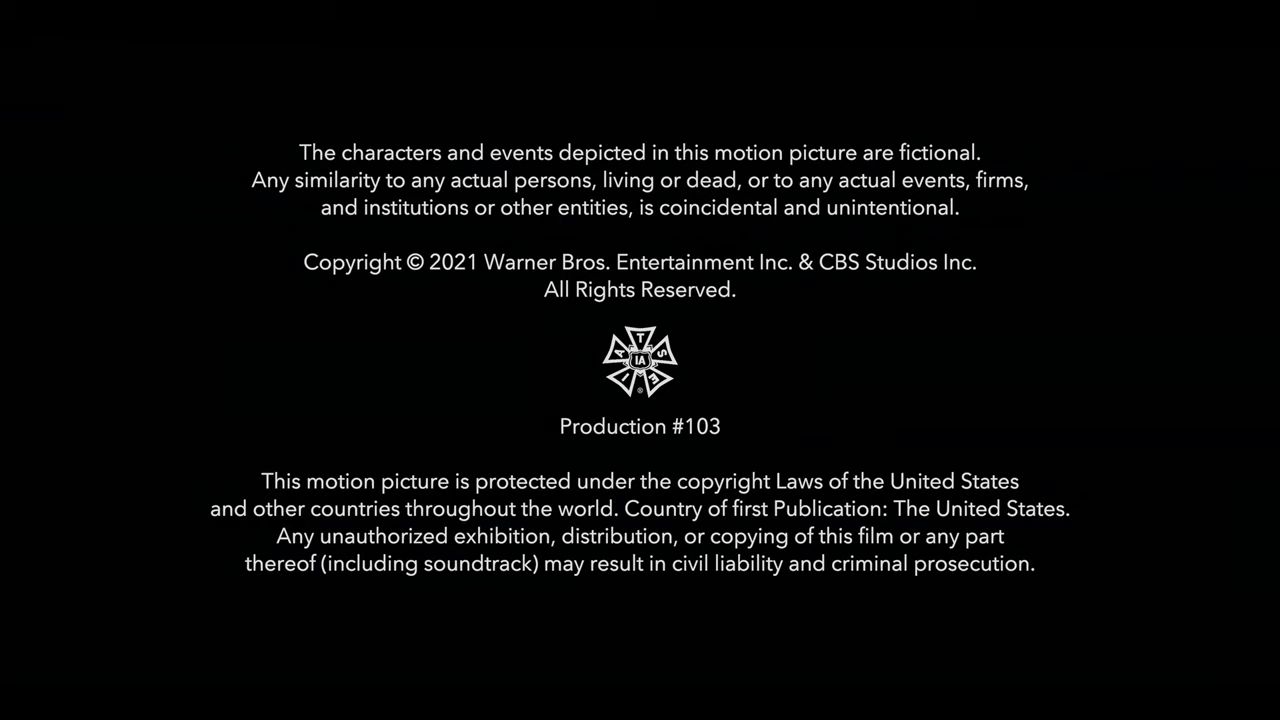 The characters and events depicted in this motion picture are fictional.
Any similarity to any actual persons, living or dead, or to any actual events, firms,
and institutions or other entities, is coincidental and unintentional.
Copyright © 2021 Warner Bros. Entertainment Inc. & CBS Studios Inc.
All Rights Reserved.
I A T S E
IA
®
Production #103
This motion picture is protected under the copyright Laws of the United States
and other countries throughout the world. Country of first Publication: The United States.
Any unauthorized exhibition, distribution, or copying of this film or any part
thereof (including soundtrack) may result in civil liability and criminal prosecution.